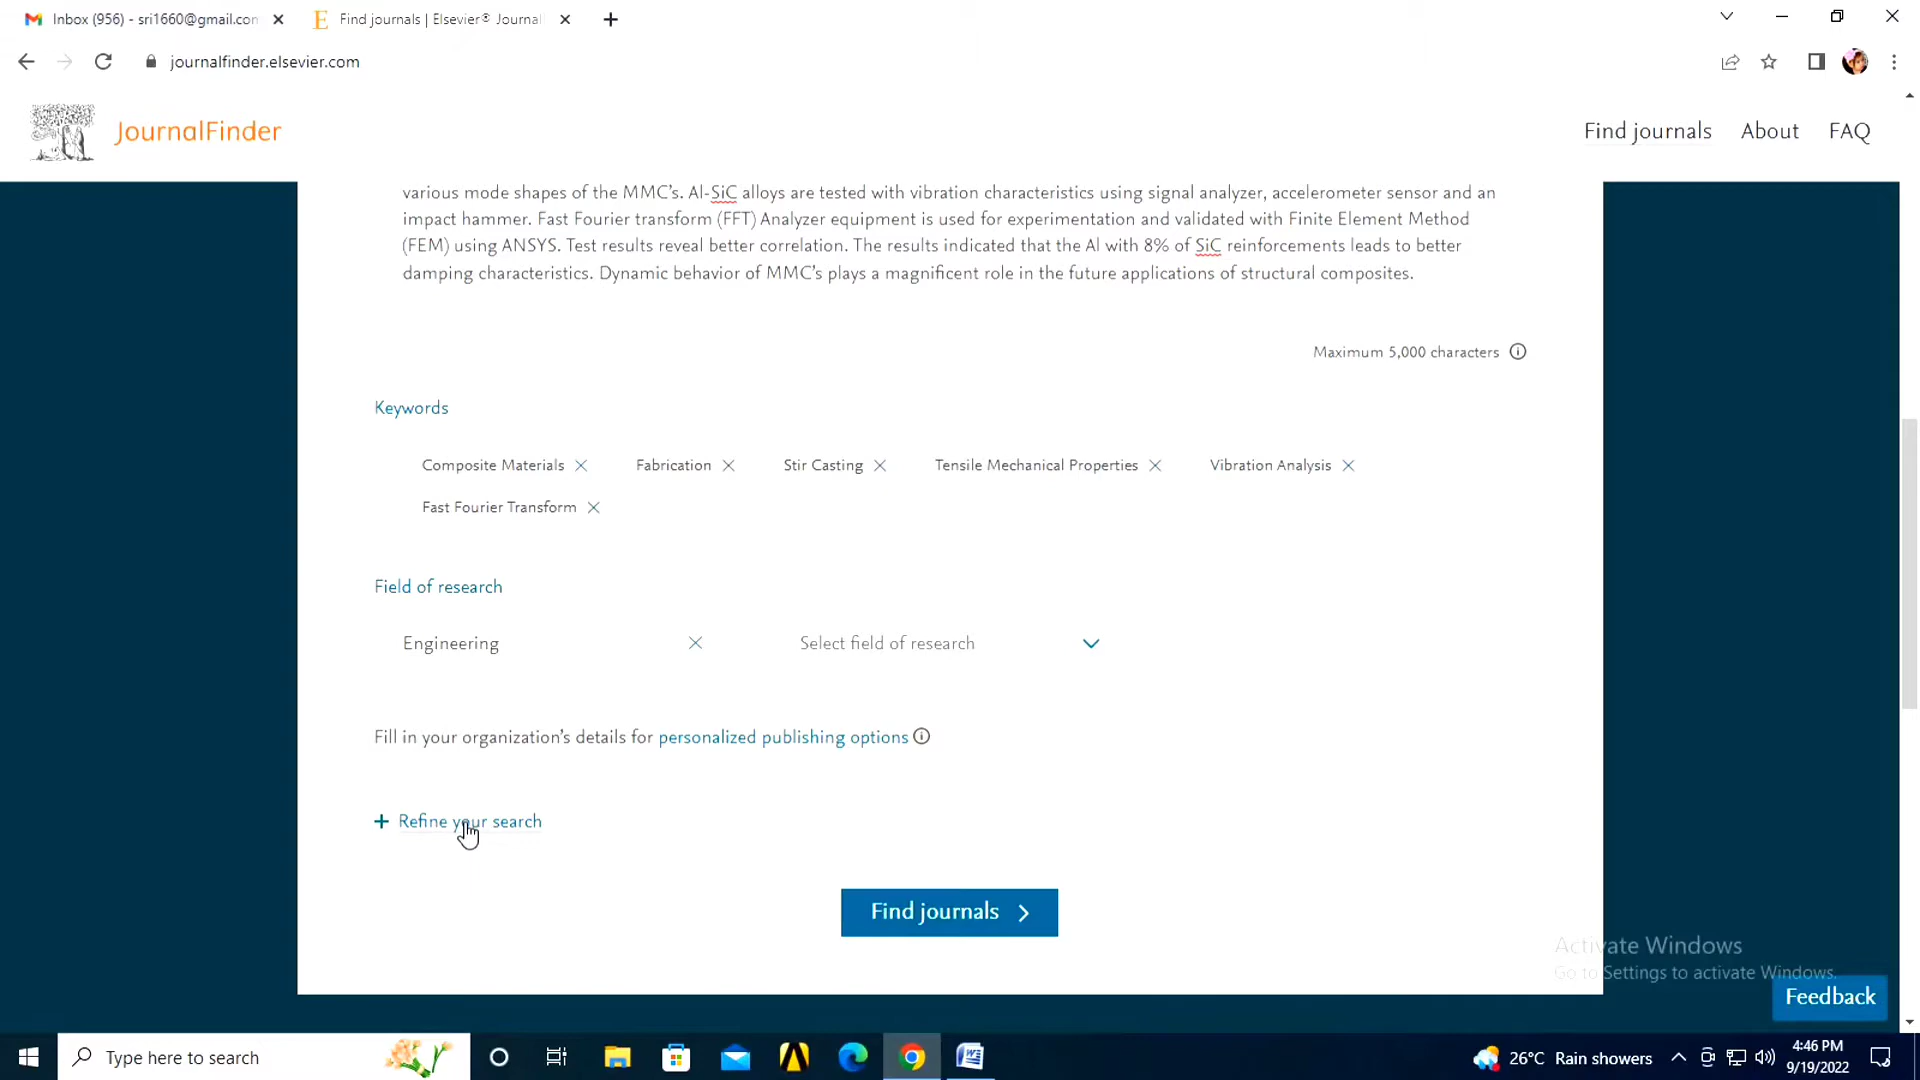 Inbox (956) - sri1660@gmail.con
Find journals | Elsevier® Journal
journalfinder.elsevier.com
JournalFinder
Find journals
About
FAQ
various mode shapes of the MMC's. Al-SiC alloys are tested with vibration characteristics using signal analyzer, accelerometer sensor and an
impact hammer. Fast Fourier transform (FFT) Analyzer equipment is used for experimentation and validated with Finite Element Method
(FEM) using ANSYS. Test results reveal better correlation. The results indicated that the Al with 8% of SiC reinforcements leads to better
damping characteristics. Dynamic behavior of MMC's plays a magnificent role in the future applications of structural composites.
Maximum 5,000 characters
Keywords
Composite Materials
Fabrication
Stir Casting
Tensile Mechanical Properties
Vibration Analysis
Fast Fourier Transform
Field of research
Engineering
Select field of research
Fill in your organization's details for personalized publishing options
+ Refine your search
Find journals
Activate Windows
Go to Settings to activate Windows.
Feedback
Type here to search
26°C Rain showers
4:46 PM
9/19/2022